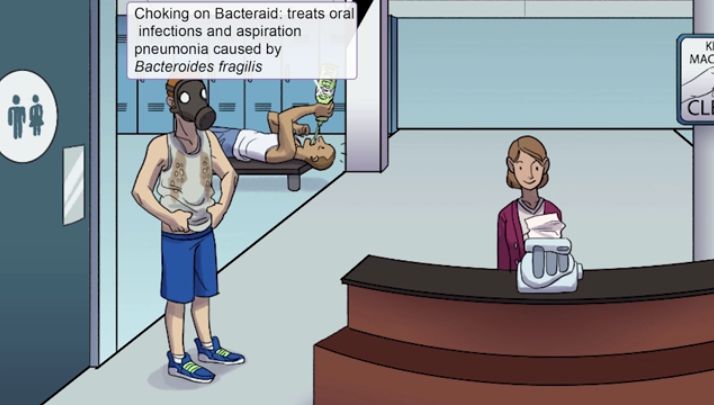 Choking on Bacteraid: treats oral
infections and aspiration
pneumonia caused by
Bacteroides fragilis